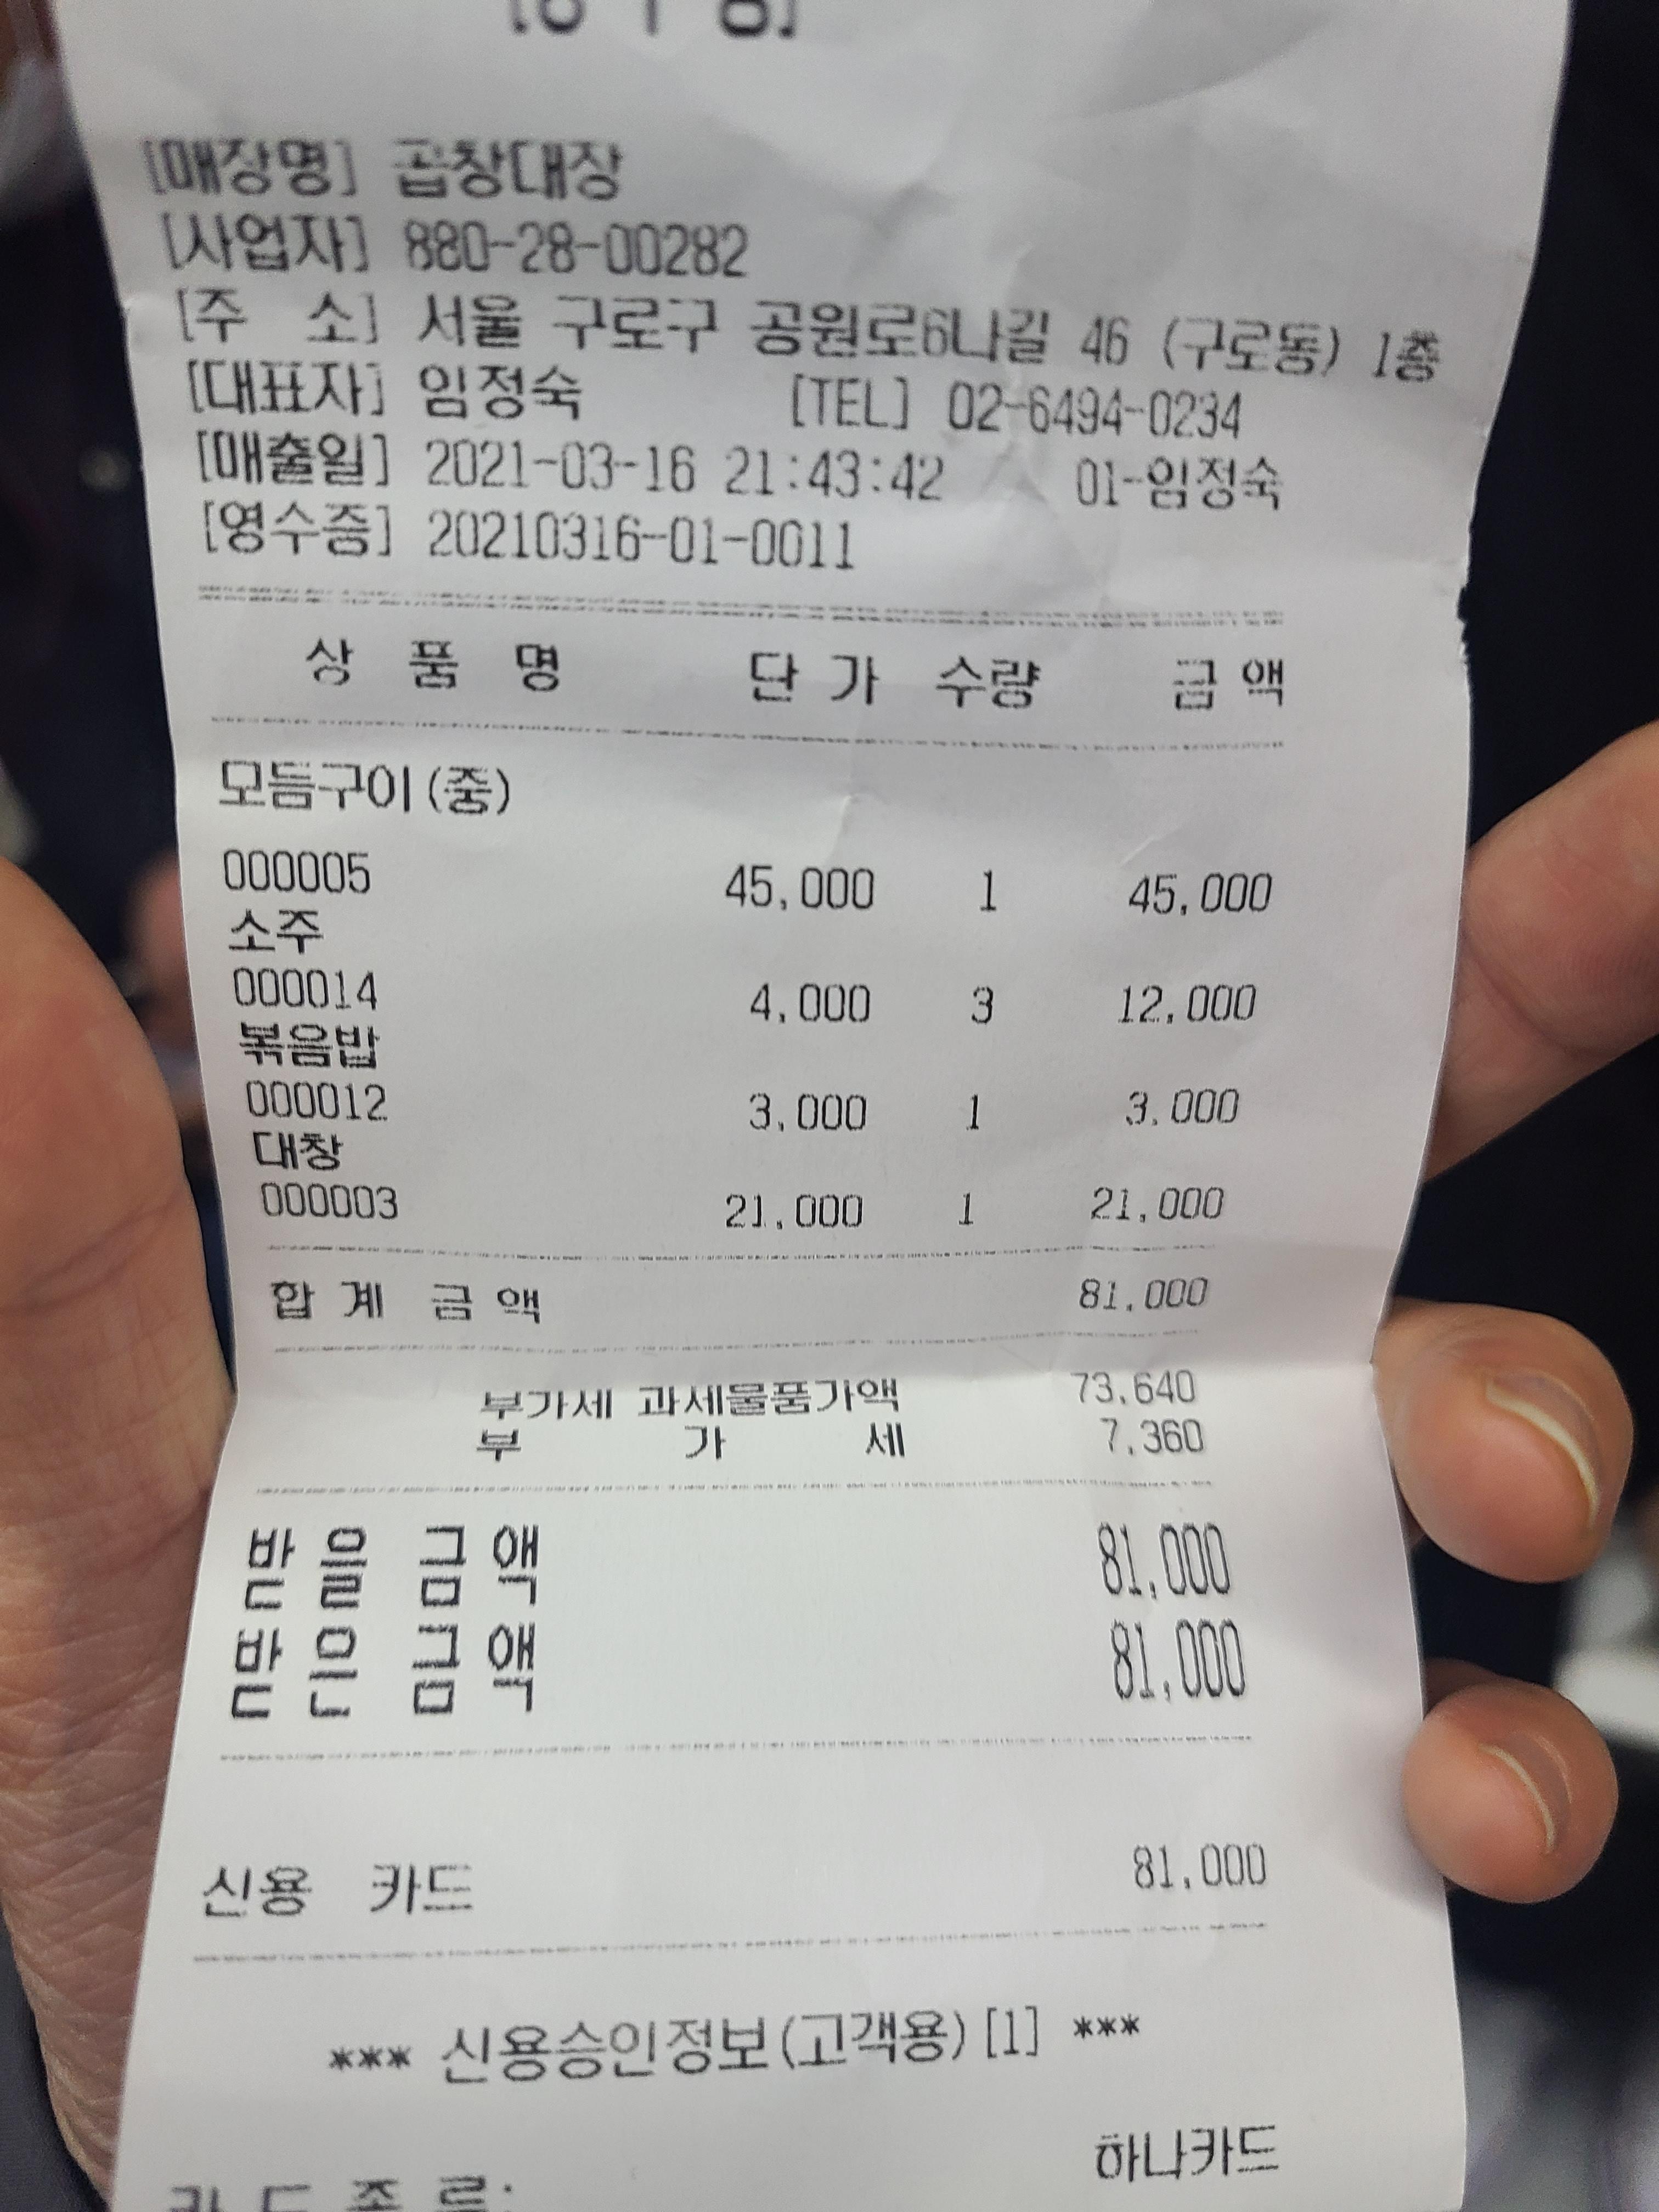 [매장명] 곱창대장
[사업자] 880-28-00282
[주 소] 서울 구로구 공원로6나길 46 (구로동) 1층
[대표자] 임정숙 [TEL] 02-6494-0234
[매출일] 2021-03-16 21:43:42 01-임정숙
[영수증] 20210316-01-0011
상 품 명 단 가 수량 금 액
모듬구이(중)
000005 45,000 1 45,000
소주
000014 4,000 3 12,000
볶음밥
000012 3,000 1 3,000
대창
000003 21,000 1 21,000
합 계 금 액 81,000
부가세 과세물품가액 73,640
부 가 세 7,360
받 을 금 액 81,000
받 은 금 액 81,000
신용 카드 81,000
*** 신용승인정보(고객용)[1] ***
하나카드
카 드 종 류: